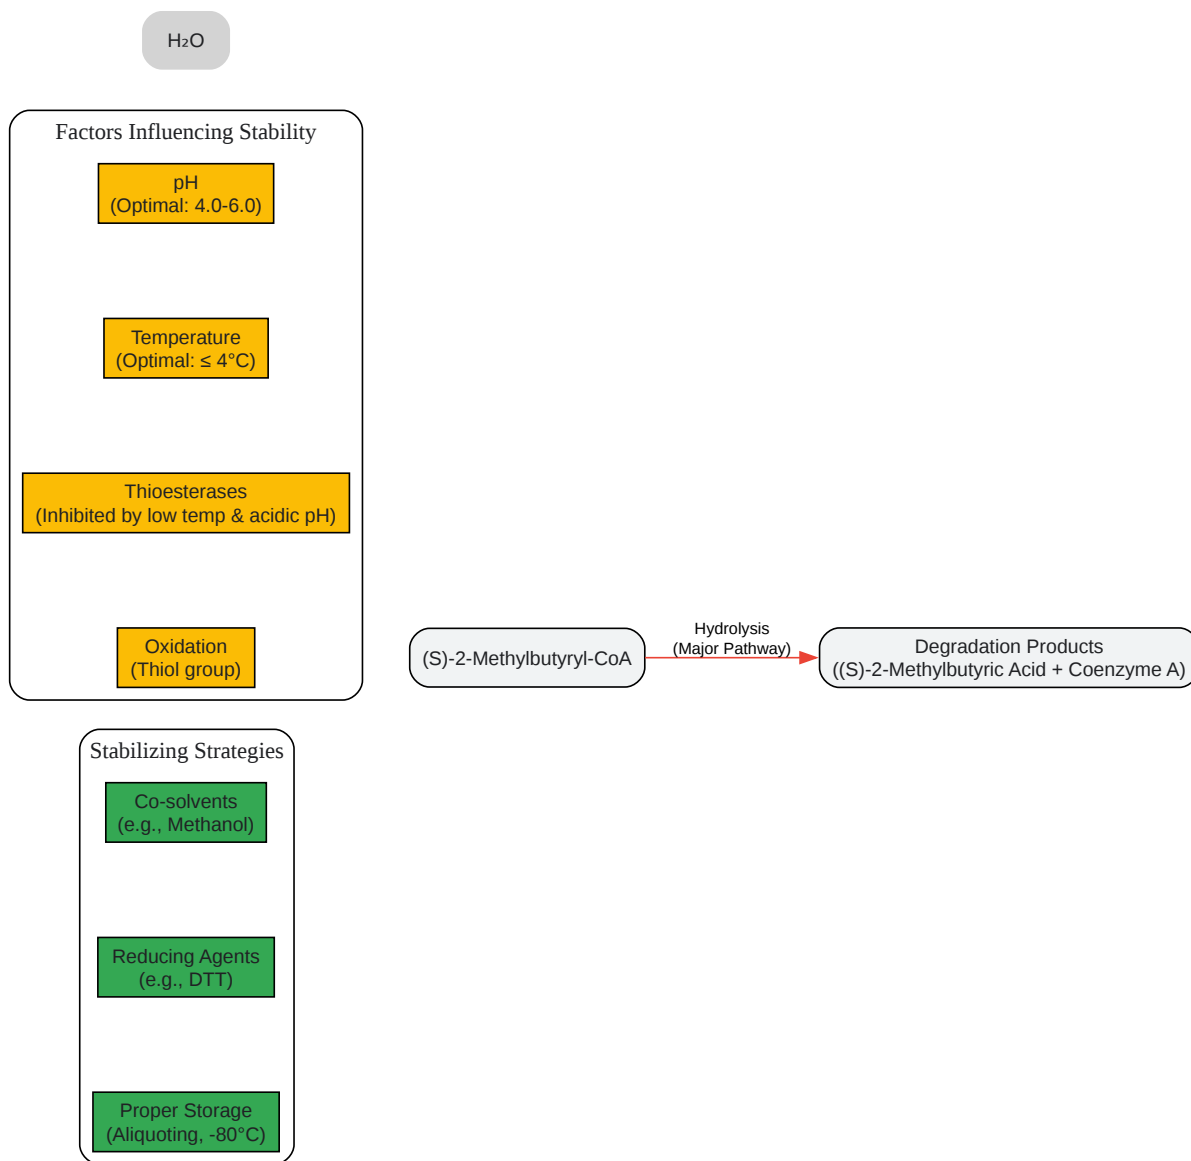 H₂O
Factors Influencing Stability
pH
(Optimal: 4.0-6.0)
Temperature
(Optimal: ≤ 4°C)
Thioesterases
(Inhibited by low temp & acidic pH)
Oxidation
(Thiol group)
(S)-2-Methylbutyryl-CoA
Hydrolysis
(Major Pathway)
Degradation Products
((S)-2-Methylbutyric Acid + Coenzyme A)
Stabilizing Strategies
Co-solvents
(e.g., Methanol)
Reducing Agents
(e.g., DTT)
Proper Storage
(Aliquoting, -80°C)